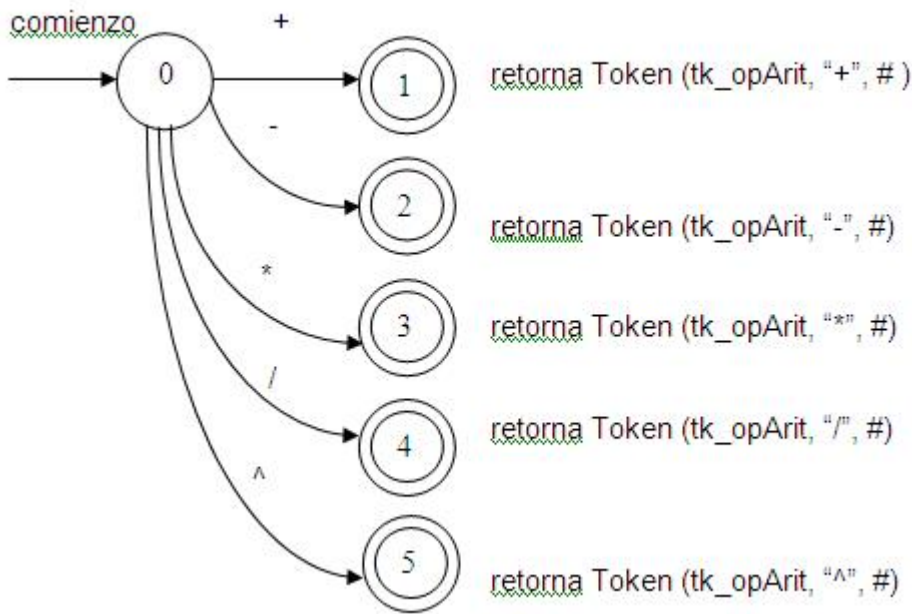 comienzo
+
0
1
retorna Token (tk_opArit, “+”, # )
-
2
retorna Token (tk_opArit, “-”, #)
*
3
retorna Token (tk_opArit, “*”, #)
/
4
retorna Token (tk_opArit, “/”, #)
^
5
retorna Token (tk_opArit, “^”, #)